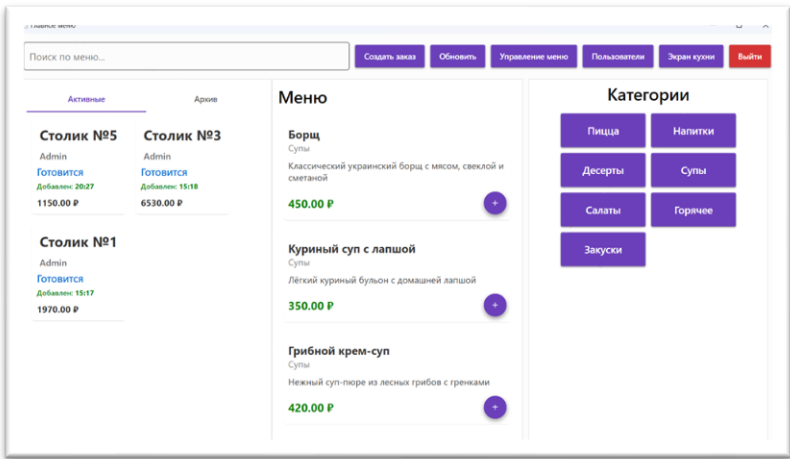 Главное меню
Поиск по меню..
Создать заказ
Обновить
Управление меню
Пользователи
Экран кухни
Выйти
Активные
Архив
Столик №5
Admin
Готовится
Добавлен: 20:27
1150.00 ₽
Столик №3
Admin
Готовится
Добавлен: 15:18
6530.00 ₽
Столик №1
Admin
Готовится
Добавлен: 15:17
1970.00 ₽
Меню
Борщ
Супы
Классический украинский борщ с мясом, свеклой и
сметаной
450.00 ₽
+
Куриный суп с лапшой
Супы
Лёгкий куриный бульон с домашней лапшой
350.00 ₽
+
Грибной крем-суп
Супы
Нежный суп-пюре из лесных грибов с гренками
420.00 ₽
+
Категории
Пицца
Напитки
Десерты
Супы
Салаты
Горячее
Закуски